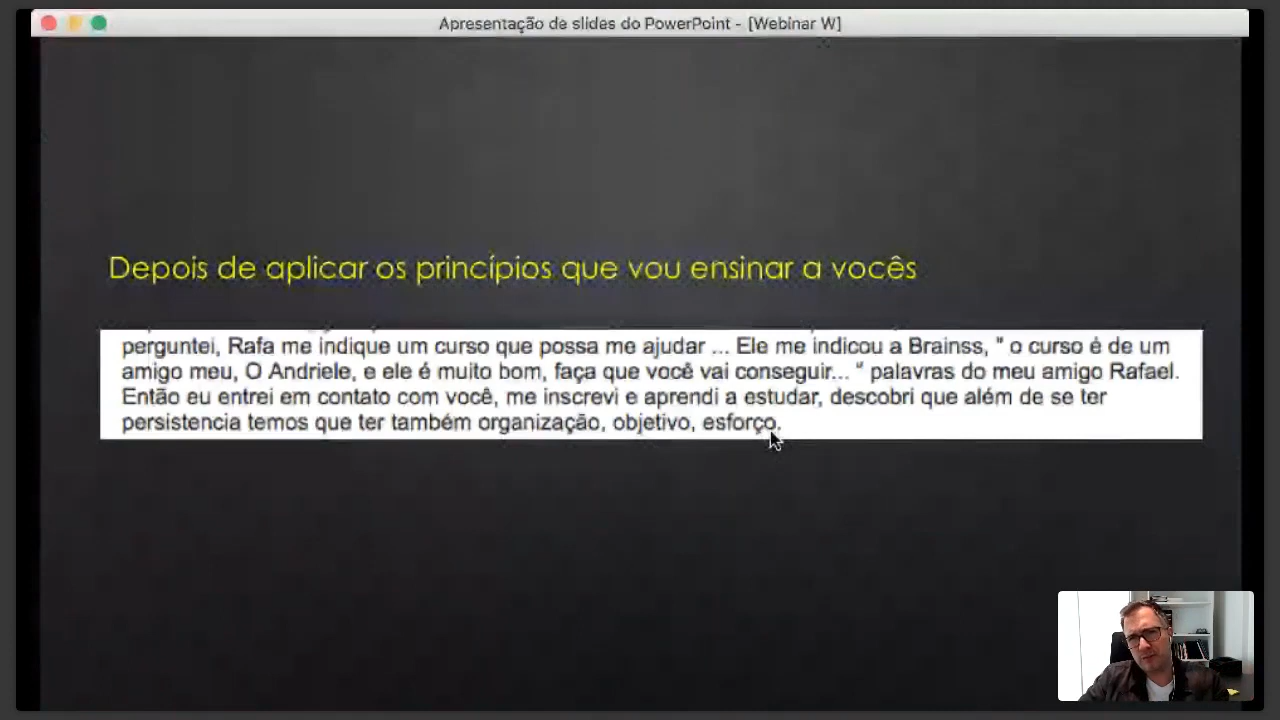 Apresentação de slides do PowerPoint - [Webinar W]
Depois de aplicar os princípios que vou ensinar a vocês
perguntei, Rafa me indique um curso que possa me ajudar ... Ele me indicou a Brainss, " o curso é de um
amigo meu, O Andriele, e ele é muito bom, faça que você vai conseguir... " palavras do meu amigo Rafael.
Então eu entrei em contato com você, me inscrevi e aprendi a estudar, descobri que além de se ter
persistencia temos que ter também organização, objetivo, esforço.